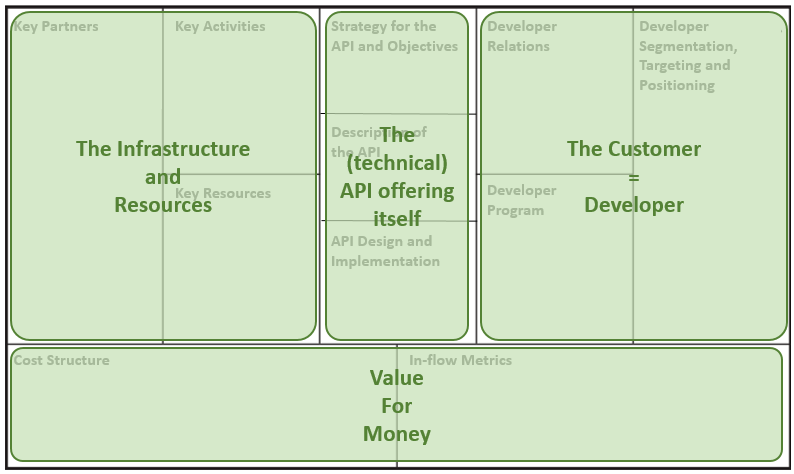 Key Partners
Key Activities
Key Resources
The Infrastructure
and
Resources
Strategy for the
API and Objectives
Description of
the API
API Design and
Implementation
The
(technical)
API offering
itself
Developer
Relations
Developer
Segmentation,
Targeting and
Positioning
Developer
Program
The Customer
=
Developer
Cost Structure
In-flow Metrics
Value
For
Money